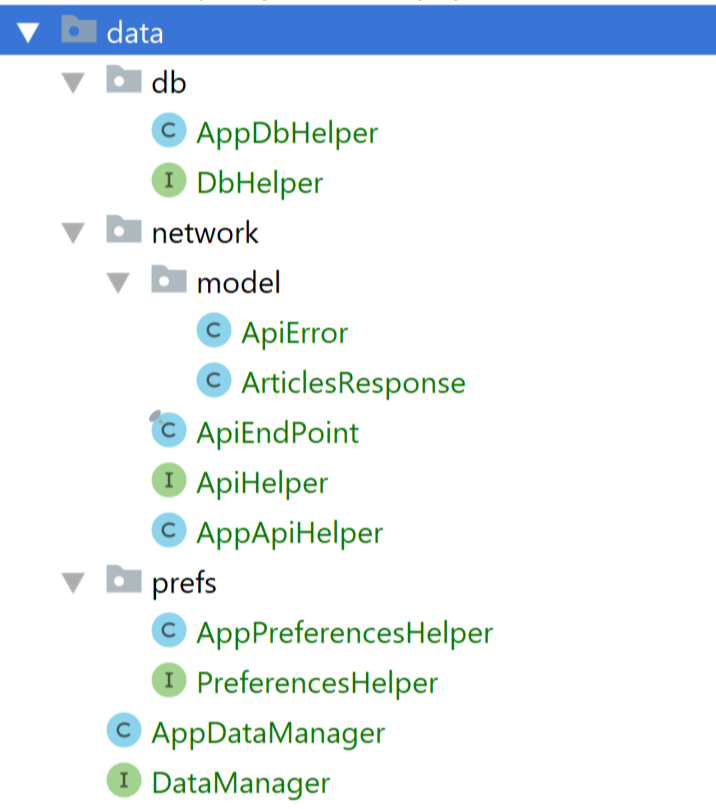 data
db
C AppDbHelper
I DbHelper
network
model
C ApiError
C ArticlesResponse
C ApiEndPoint
I ApiHelper
C AppApiHelper
prefs
C AppPreferencesHelper
I PreferencesHelper
C AppDataManager
I DataManager